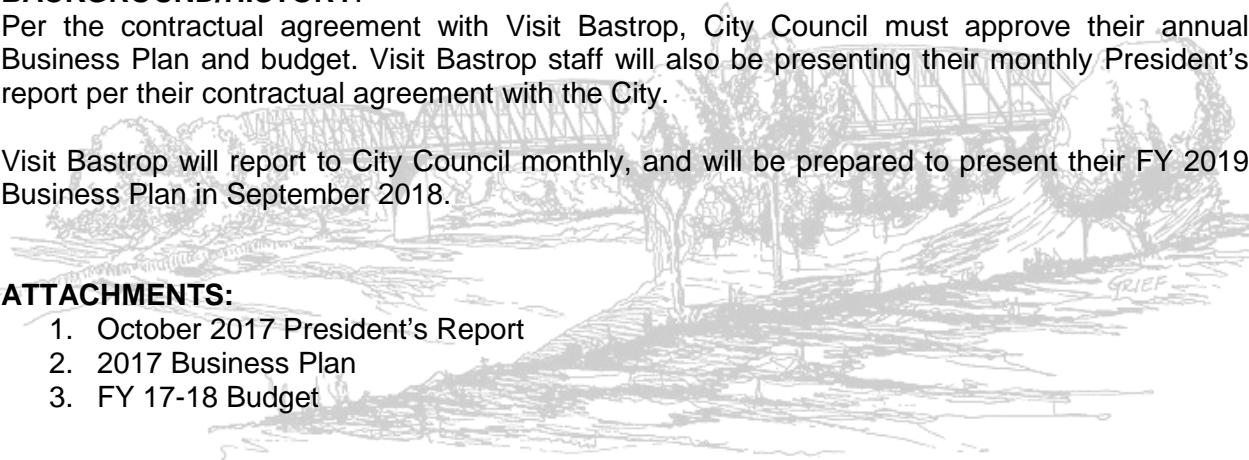 BACKGROUND/HISTORY:
Per the contractual agreement with Visit Bastrop, City Council must approve their annual
Business Plan and budget. Visit Bastrop staff will also be presenting their monthly President's
report per their contractual agreement with the City.
Visit Bastrop will report to City Council monthly, and will be prepared to present their FY 2019
Business Plan in September 2018.
GRIEF
ATTACHMENTS:
1. October 2017 President's Report
2. 2017 Business Plan
3. FY 17-18 Budget